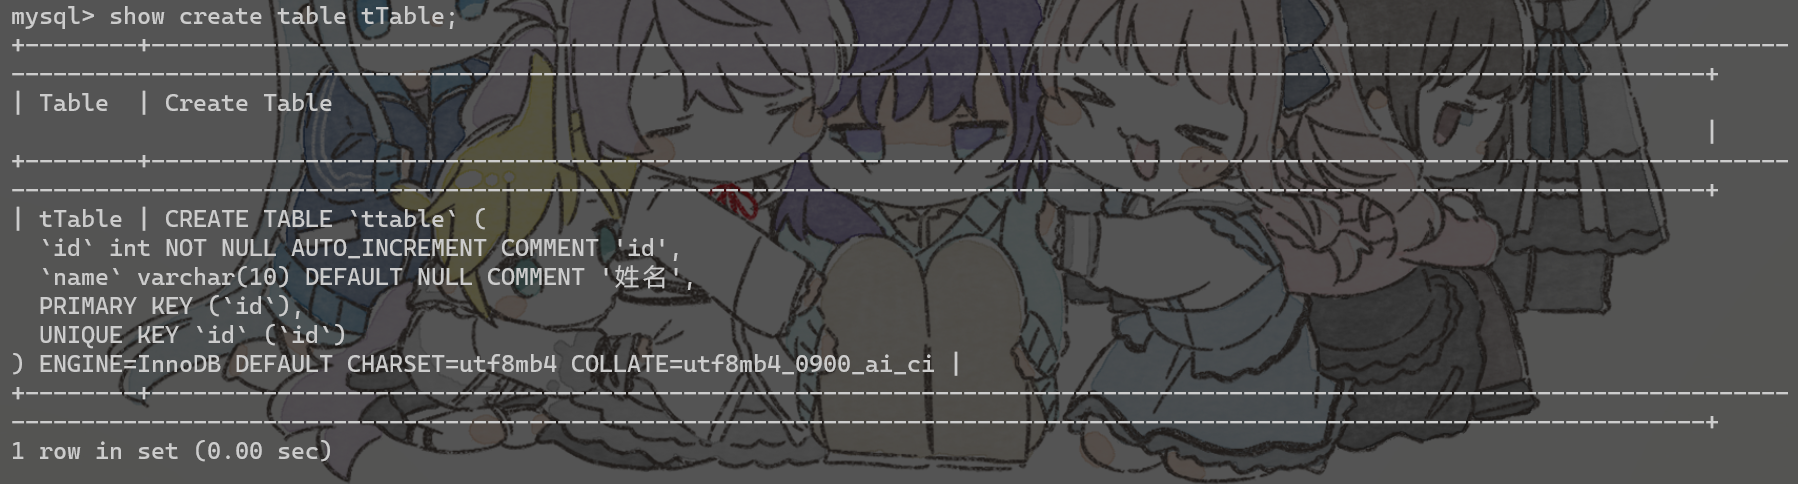 mysql> show create table tTable;
+--------+------------------------------------------------------------------------------------------------------------------------
-------------------------------------------------------------------------------------------------------------------------+
| Table  | Create Table
                                                                                                                         |
+--------+------------------------------------------------------------------------------------------------------------------------
-------------------------------------------------------------------------------------------------------------------------+
| tTable | CREATE TABLE `ttable` (
  `id` int NOT NULL AUTO_INCREMENT COMMENT 'id',
  `name` varchar(10) DEFAULT NULL COMMENT '姓名',
  PRIMARY KEY (`id`),
  UNIQUE KEY `id` (`id`)
) ENGINE=InnoDB DEFAULT CHARSET=utf8mb4 COLLATE=utf8mb4_0900_ai_ci |
+--------+------------------------------------------------------------------------------------------------------------------------
-------------------------------------------------------------------------------------------------------------------------+
1 row in set (0.00 sec)